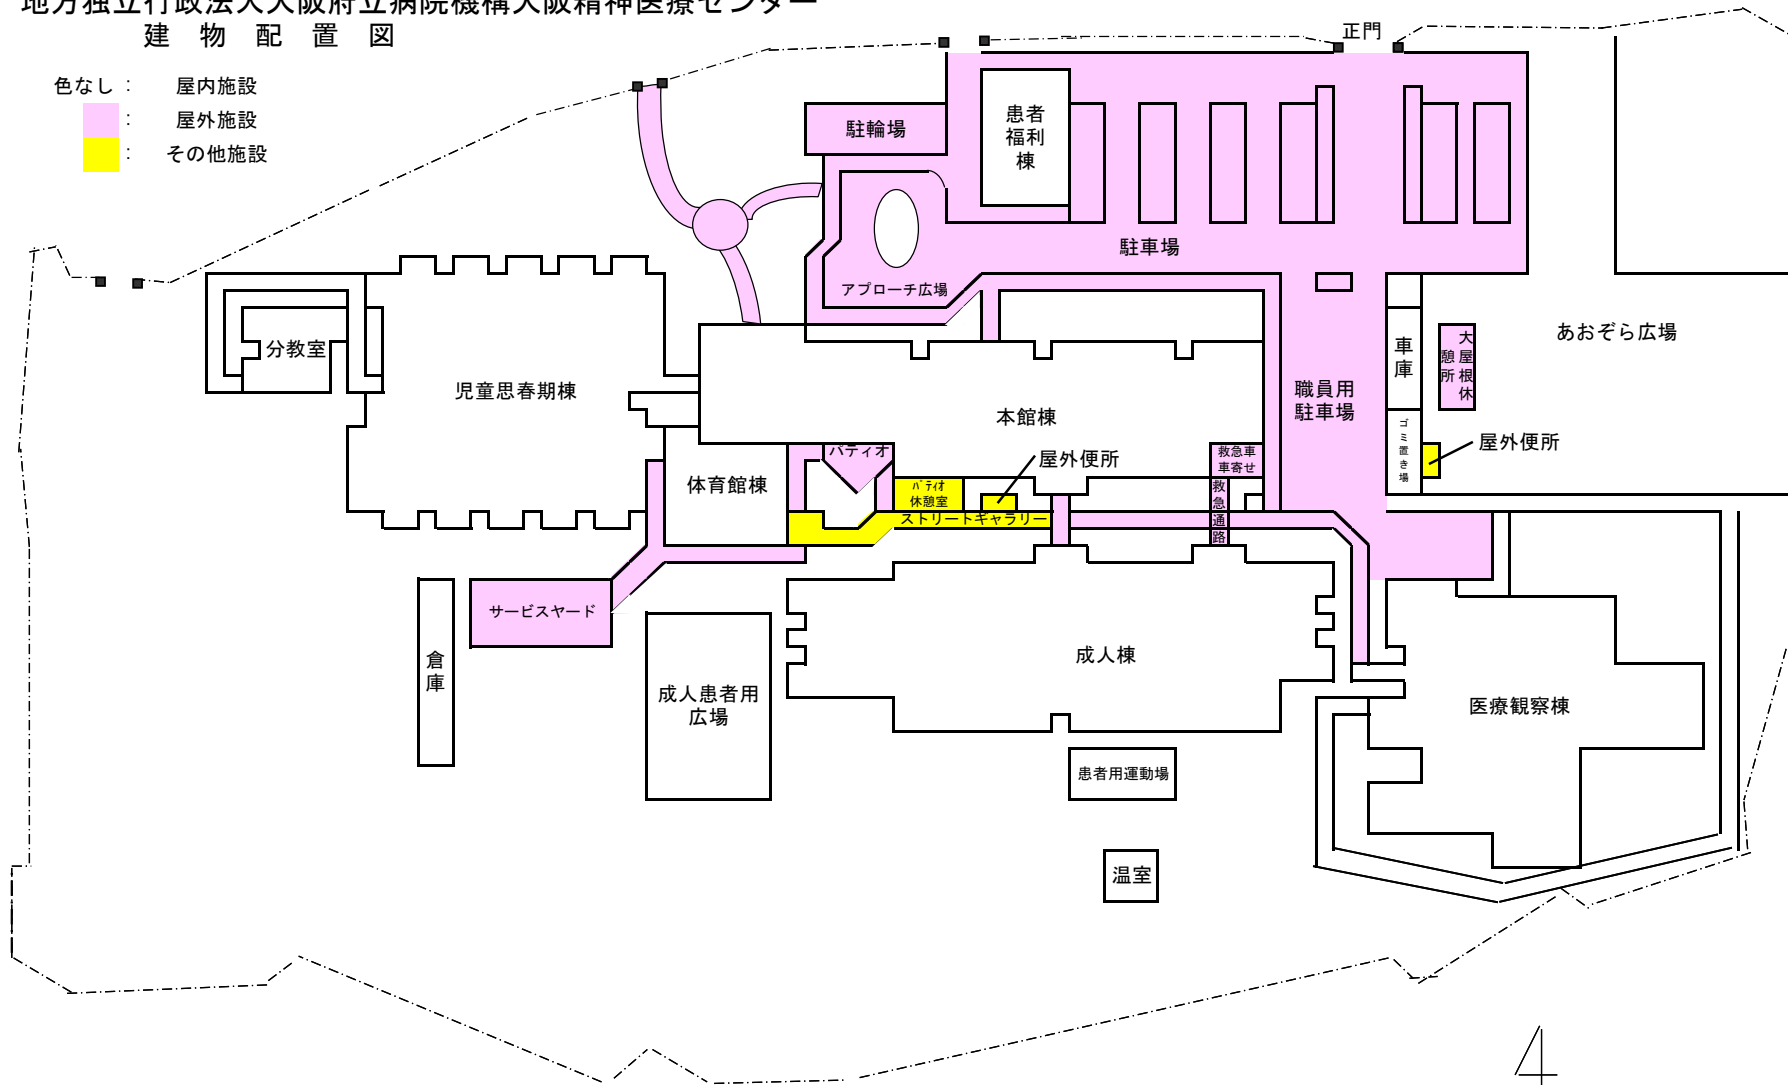 地方独立行政法人大阪府立病院機構大阪精神医療センター
建 物 配 置 図
色なし : 屋内施設
: 屋外施設
: その他施設
正門
駐輪場
患者
福利
棟
駐車場
アプローチ広場
分教室
児童思春期棟
本館棟
職員用
駐車場
車庫
大屋根休
憩所
あおぞら広場
ゴミ置き場
屋外便所
パティオ
屋外便所
救急車
車寄せ
体育館棟
パティオ
休憩室
ストリートギャラリー
救急通路
サービスヤード
倉庫
成人患者用
広場
成人棟
医療観察棟
患者用運動場
温室
4